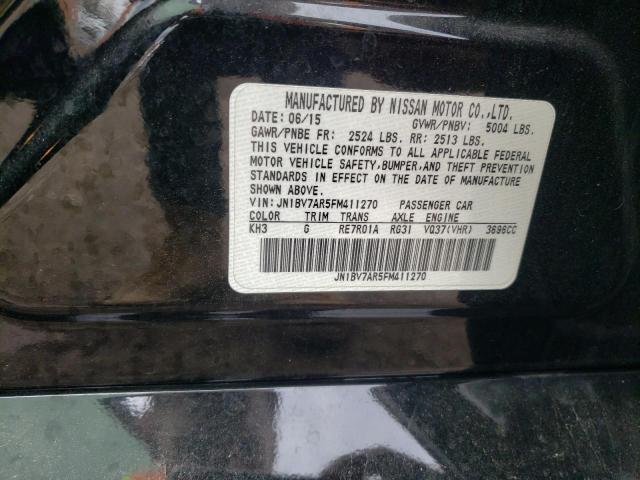 MANUFACTURED BY NISSAN MOTOR CO.,LTD.
DATE: 06/15 GVWR/PNBV: 5004 LBS.
GAWR/PNBE FR: 2524 LBS. RR: 2513 LBS.
THIS VEHICLE CONFORMS TO ALL APPLICABLE FEDERAL
MOTOR VEHICLE SAFETY, BUMPER, AND THEFT PREVENTION
STANDARDS IN EFFECT ON THE DATE OF MANUFACTURE
SHOWN ABOVE.
VIN: JN1BV7AR5FM411270 PASSENGER CAR
COLOR TRIM TRANS AXLE ENGINE
KH3 G RE7R01A RG31 VQ37(VHR) 3696CC
JN1BV7AR5FM411270